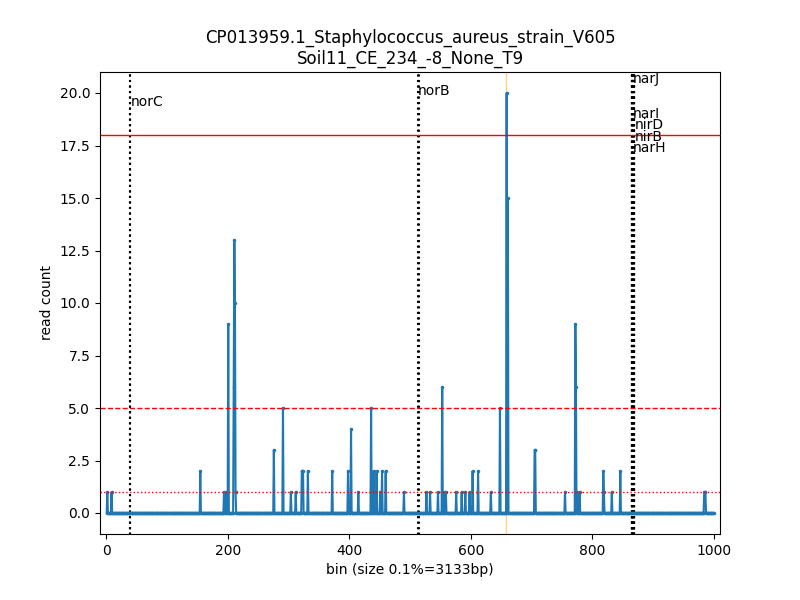 CP013959.1_Staphylococcus_aureus_strain_V605
Soil11_CE_234_-8_None_T9
narJ
norB
norC
narI
nirD
nirB
narH
20.0
17.5
15.0
12.5
10.0
7.5
5.0
2.5
0.0
read count
0
200
400
600
800
1000
bin (size 0.1%=3133bp)